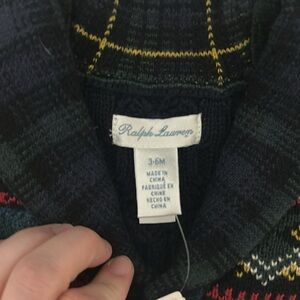 Ralph Lauren
3-6M
MADE IN
CHINA
FABRIQUÉ EN
CHINE
HECHO EN
CHINA